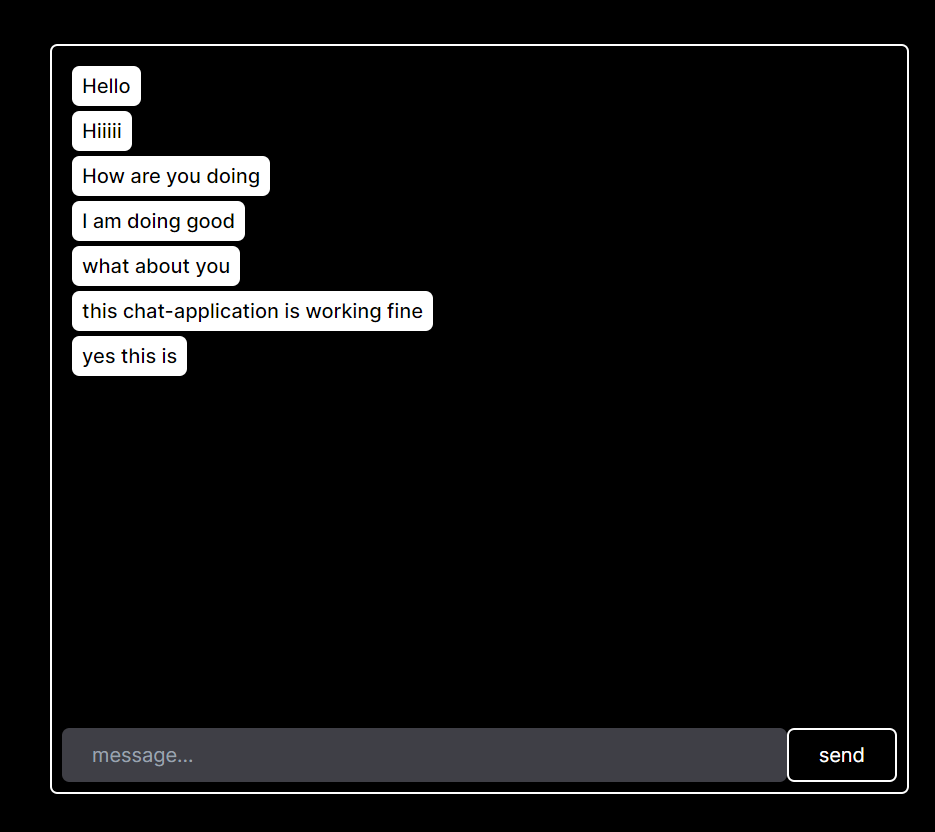 Hello
Hiiiii
How are you doing
I am doing good
what about you
this chat-application is working fine
yes this is
message...
send